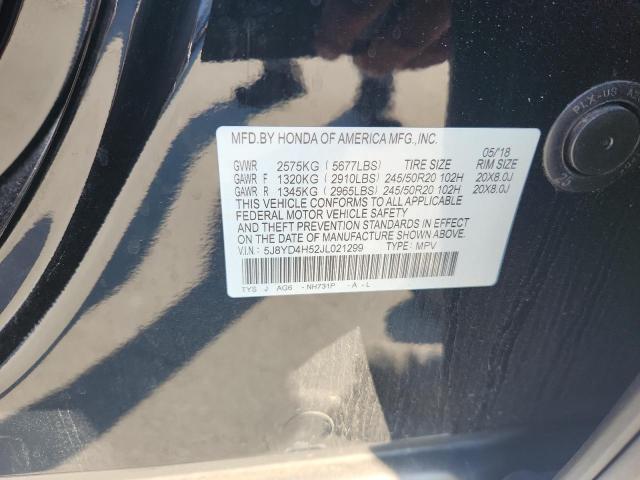 MFD.BY HONDA OF AMERICA MFG.,INC.
05/'18
GVWR 2575KG ( 5677LBS) TIRE SIZE RIM SIZE
GAWR F 1320KG ( 2910LBS) 245/50R20 102H 20X8.0J
GAWR R 1345KG ( 2965LBS) 245/50R20 102H 20X8.0J
THIS VEHICLE CONFORMS TO ALL APPLICABLE
FEDERAL MOTOR VEHICLE SAFETY
AND THEFT PREVENTION STANDARDS IN EFFECT
ON THE DATE OF MANUFACTURE SHOWN ABOVE.
V.I.N.: 5J8YD4H52JL021299 TYPE: MPV
TYS J AG6 -NH731P -A -L
PLX-US